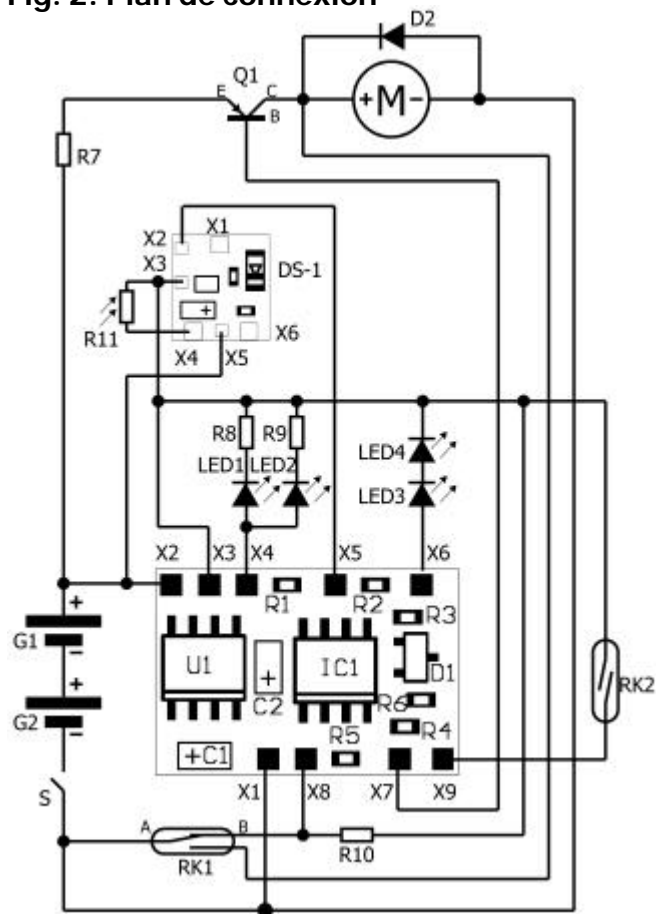 Fig. 2: Plan de connexion
D2
Q1
E C
B
+M-
R7
X2 X1
X3
DS-1
+
R11
X4 X5 X6
R8 R9
LED1 LED2
LED4
LED3
X2 X3 X4 X5 X6
R1 R2
R3
U1
+
C2
IC1
D1
R6
R4
R5
+C1
+
G1
-
+
G2
-
RK2
S
X1 X8 X7 X9
A B
RK1
R10